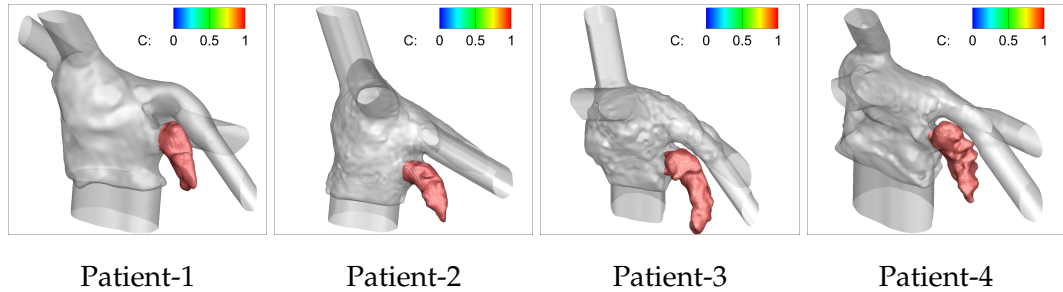 C: 0 0.5 1
C: 0 0.5 1
C: 0 0.5 1
C: 0 0.5 1
Patient-1
Patient-2
Patient-3
Patient-4